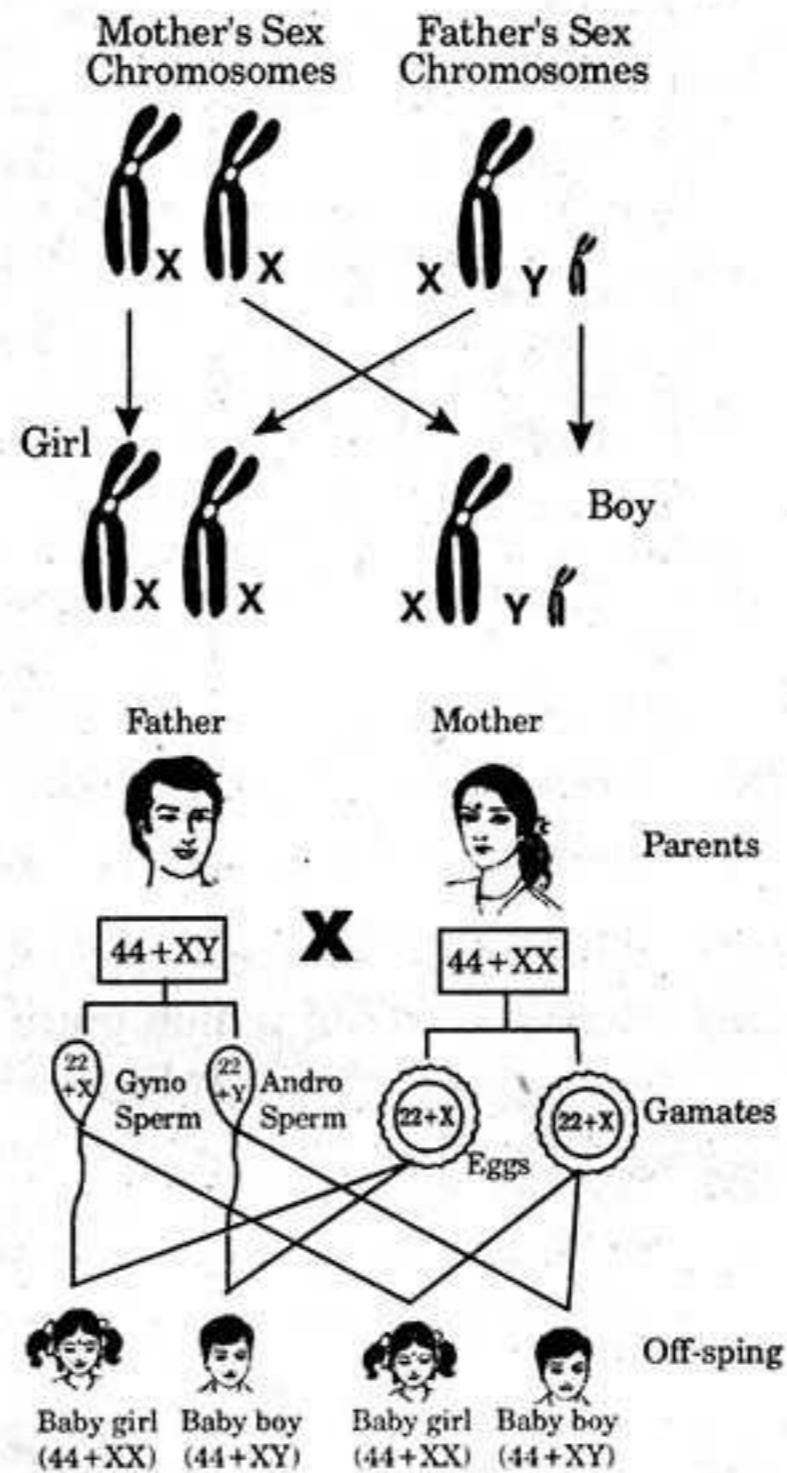 Mother's Sex Chromosomes
Father's Sex Chromosomes
X
X
X
Y
Girl
Boy
X
X
X
Y
Father
Mother
Parents
44+XY
X
44+XX
22 +X
Gyno Sperm
22 +Y
Andro Sperm
22+X
Eggs
22+X
Gamates
Off-sping
Baby girl (44+XX)
Baby boy (44+XY)
Baby girl (44+XX)
Baby boy (44+XY)